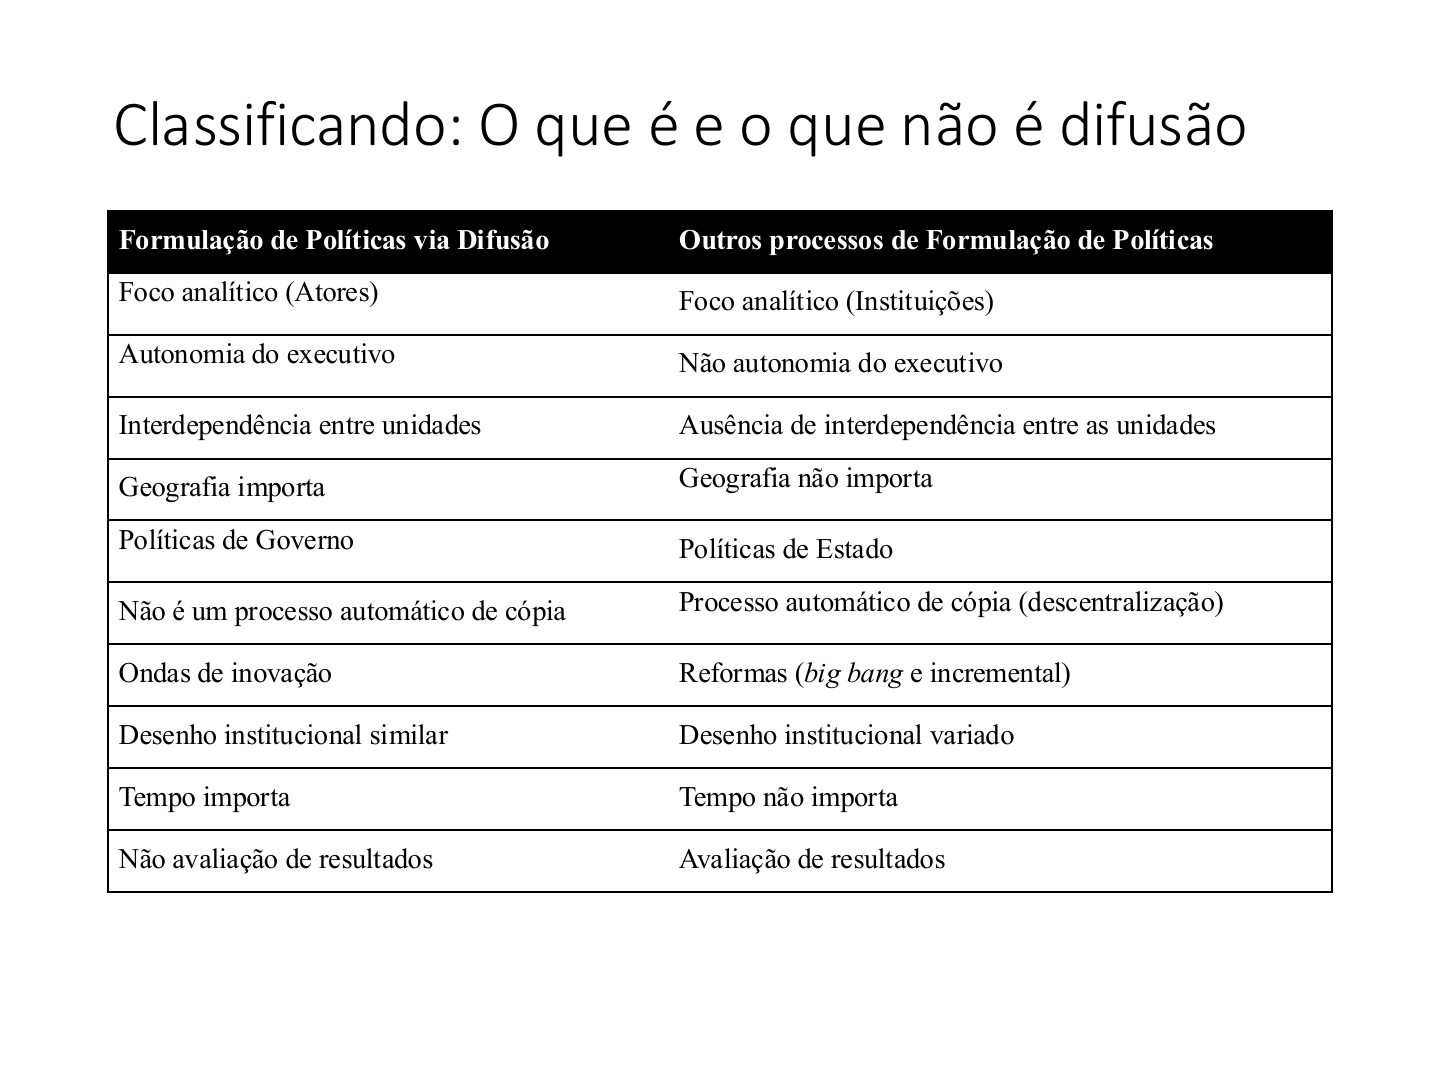 Classificando: O que é e o que não é difusão
Formulação de Políticas via Difusão Outros processos de Formulação de Políticas
Foco analítico (Atores) Foco analítico (Instituições)
Autonomia do executivo Não autonomia do executivo
Interdependência entre unidades Ausência de interdependência entre as unidades
Geografia importa Geografia não importa
Políticas de Governo Políticas de Estado
Não é um processo automático de cópia Processo automático de cópia (descentralização)
Ondas de inovação Reformas (big bang e incremental)
Desenho institucional similar Desenho institucional variado
Tempo importa Tempo não importa
Não avaliação de resultados Avaliação de resultados